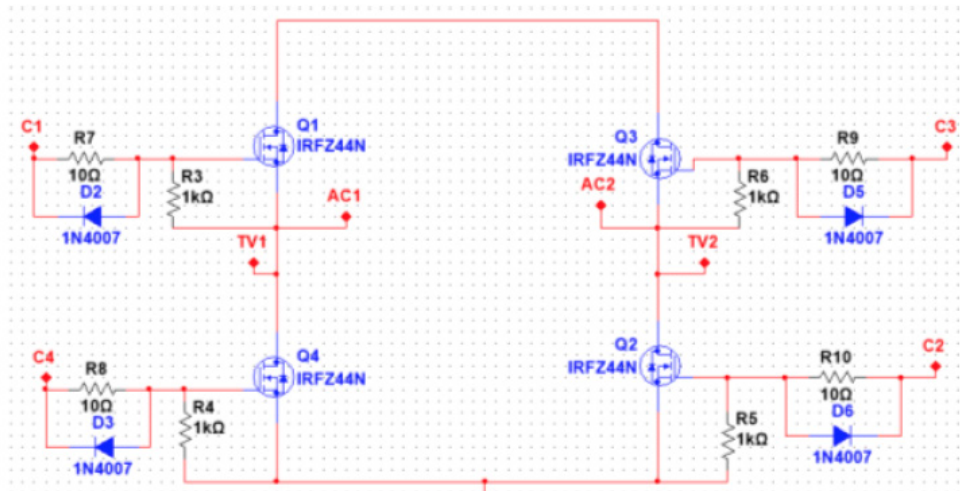 C1
R7
10Ω
D2
1N4007
R3
1kΩ
Q1
IRFZ44N
AC1
TV1
Q3
IRFZ44N
AC2
TV2
R6
1kΩ
R9
10Ω
D5
1N4007
C3
C4
R8
10Ω
D3
1N4007
R4
1kΩ
Q4
IRFZ44N
Q2
IRFZ44N
R5
1kΩ
R10
10Ω
D6
1N4007
C2